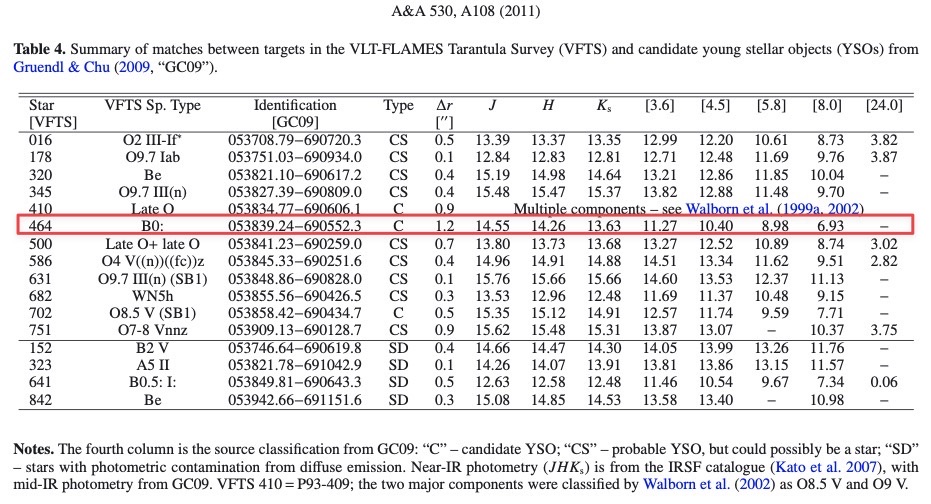 A&A 530, A108 (2011)
Table 4. Summary of matches between targets in the VLT-FLAMES Tarantula Survey (VFTS) and candidate young stellar objects (YSOs) from
Gruendl & Chu (2009, “GC09”).
Star VFTS Sp. Type Identification Type Δr J H Ks [3.6] [4.5] [5.8] [8.0] [24.0]
[VFTS] [GC09] [″]
016 O2 III-If* 053708.79−690720.3 CS 0.5 13.39 13.37 13.35 12.99 12.20 10.61 8.73 3.82
178 O9.7 Iab 053751.03−690934.0 CS 0.1 12.84 12.83 12.81 12.71 12.48 11.69 9.76 3.87
320 Be 053821.10−690617.2 CS 0.4 15.19 14.98 14.64 13.21 12.86 11.85 10.04 –
345 O9.7 III(n) 053827.39−690809.0 CS 0.4 15.48 15.47 15.37 13.82 12.88 11.48 9.70 –
410 Late O 053834.77−690606.1 C 0.9 Multiple components – see Walborn et al. (1999a, 2002)
464 B0: 053839.24−690552.3 C 1.2 14.55 14.26 13.63 11.27 10.40 8.98 6.93 –
500 Late O+ late O 053841.23−690259.0 CS 0.7 13.80 13.73 13.68 13.27 12.52 10.89 8.74 3.02
586 O4 V((n))((fc))z 053845.33−690251.6 CS 0.4 14.96 14.91 14.88 14.51 13.34 11.62 9.51 2.82
631 O9.7 III(n) (SB1) 053848.86−690828.0 CS 0.1 15.76 15.66 15.66 14.60 13.53 12.37 11.13 –
682 WN5h 053855.56−690426.5 CS 0.3 13.53 12.96 12.48 11.69 11.37 10.48 9.15 –
702 O8.5 V (SB1) 053858.42−690434.7 C 0.5 15.35 15.12 14.91 12.57 11.74 9.59 7.71 –
751 O7-8 Vnnz 053909.13−690128.7 CS 0.9 15.62 15.48 15.31 13.87 13.07 – 10.37 3.75
152 B2 V 053746.64−690619.8 SD 0.4 14.66 14.47 14.30 14.05 13.99 13.26 11.76 –
323 A5 II 053821.78−691042.9 SD 0.1 14.26 14.07 13.91 13.81 13.86 13.15 11.57 –
641 B0.5: I: 053849.81−690643.3 SD 0.5 12.63 12.58 12.48 11.46 10.54 9.67 7.34 0.06
842 Be 053942.66−691151.6 SD 0.3 15.08 14.85 14.53 13.58 13.40 – 10.98 –
Notes. The fourth column is the source classification from GC09: “C” – candidate YSO; “CS” – probable YSO, but could possibly be a star; “SD”
– stars with photometric contamination from diffuse emission. Near-IR photometry (JHKs) is from the IRSF catalogue (Kato et al. 2007), with
mid-IR photometry from GC09. VFTS 410 = P93-409; the two major components were classified by Walborn et al. (2002) as O8.5 V and O9 V.